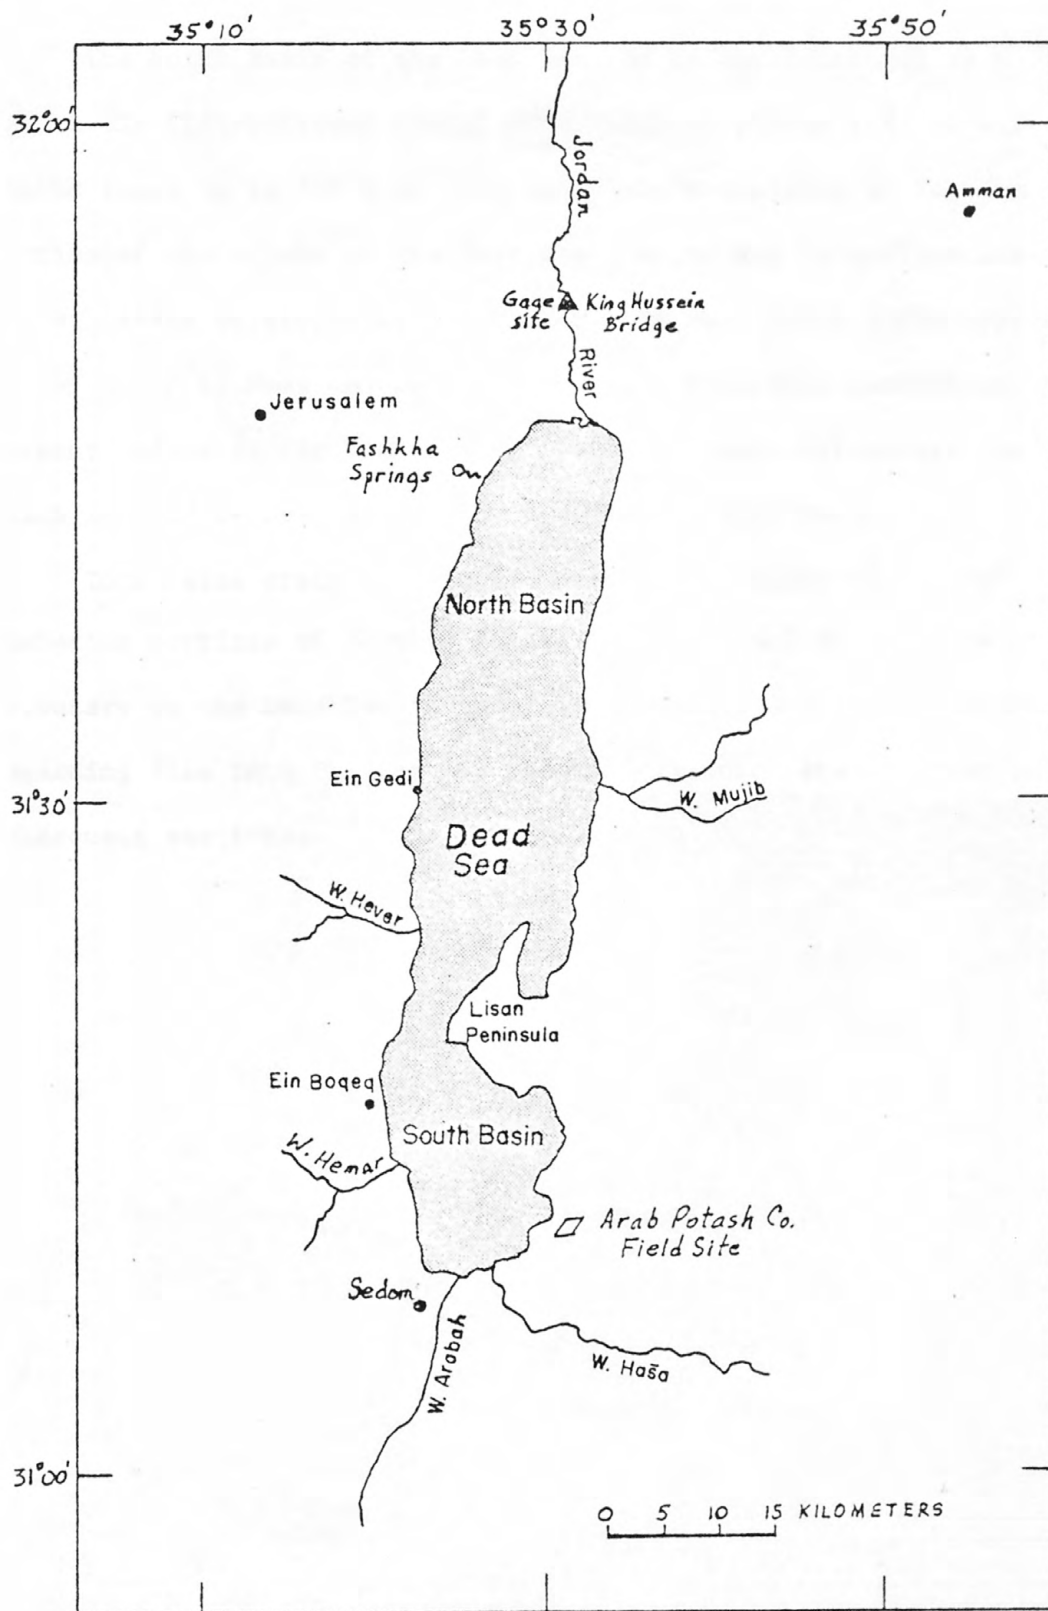 35°10′
35°30′
35°50′
32°00′
Jordan
Amman
Gage
site
King Hussein
Bridge
River
Jerusalem
Fashkha
Springs
North Basin
Ein Gedi
31°30′
W. Mujib
Dead
Sea
W. Hever
Lisan
Peninsula
Ein Boqeq
South Basin
W. Hemar
Arab Potash Co.
Field Site
Sedom
W. Arabah
W. Hasa
31°00′
0 5 10 15 KILOMETERS